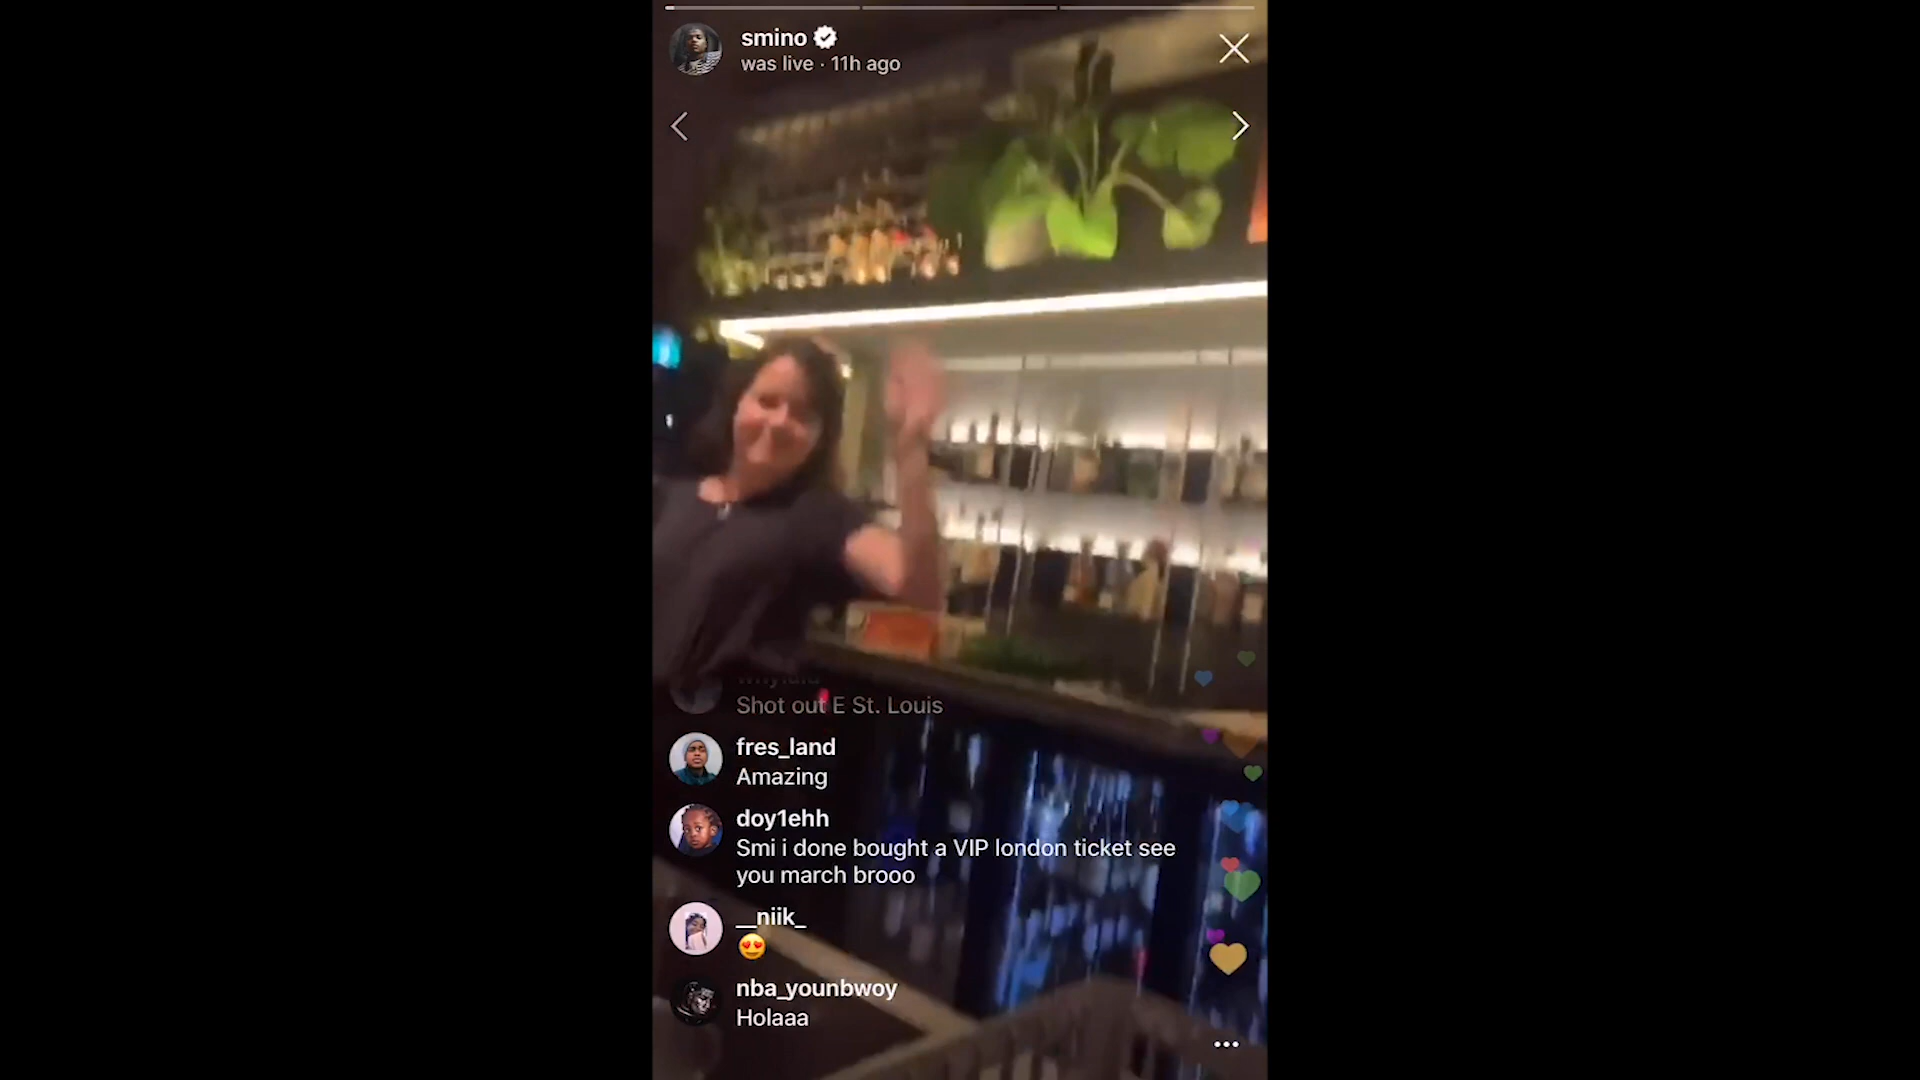 smino
was live · 11h ago
Shot out E St. Louis
fres_land
Amazing
doy1ehh
Smi i done bought a VIP london ticket see
you march brooo
__niik_
😍
nba_younbwoy
Holaaa